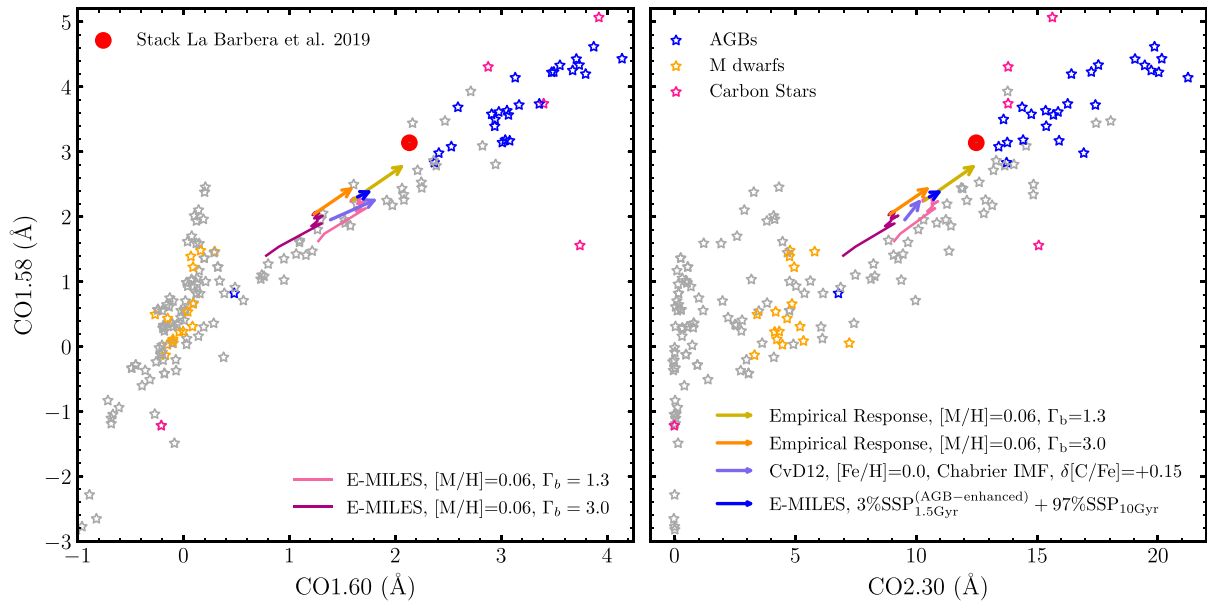 Stack La Barbera et al. 2019
E-MILES, [M/H]=0.06, Γb = 1.3
E-MILES, [M/H]=0.06, Γb = 3.0
CO1.58 (Å)
5
4
3
2
1
0
−1
−2
−3
−1 0 1 2 3 4
CO1.60 (Å)
AGBs
M dwarfs
Carbon Stars
Empirical Response, [M/H]=0.06, Γb=1.3
Empirical Response, [M/H]=0.06, Γb=3.0
CvD12, [Fe/H]=0.0, Chabrier IMF, δ[C/Fe]=+0.15
E-MILES, 3%SSP(AGB−enhanced)1.5Gyr + 97%SSP10Gyr
0 5 10 15 20
CO2.30 (Å)